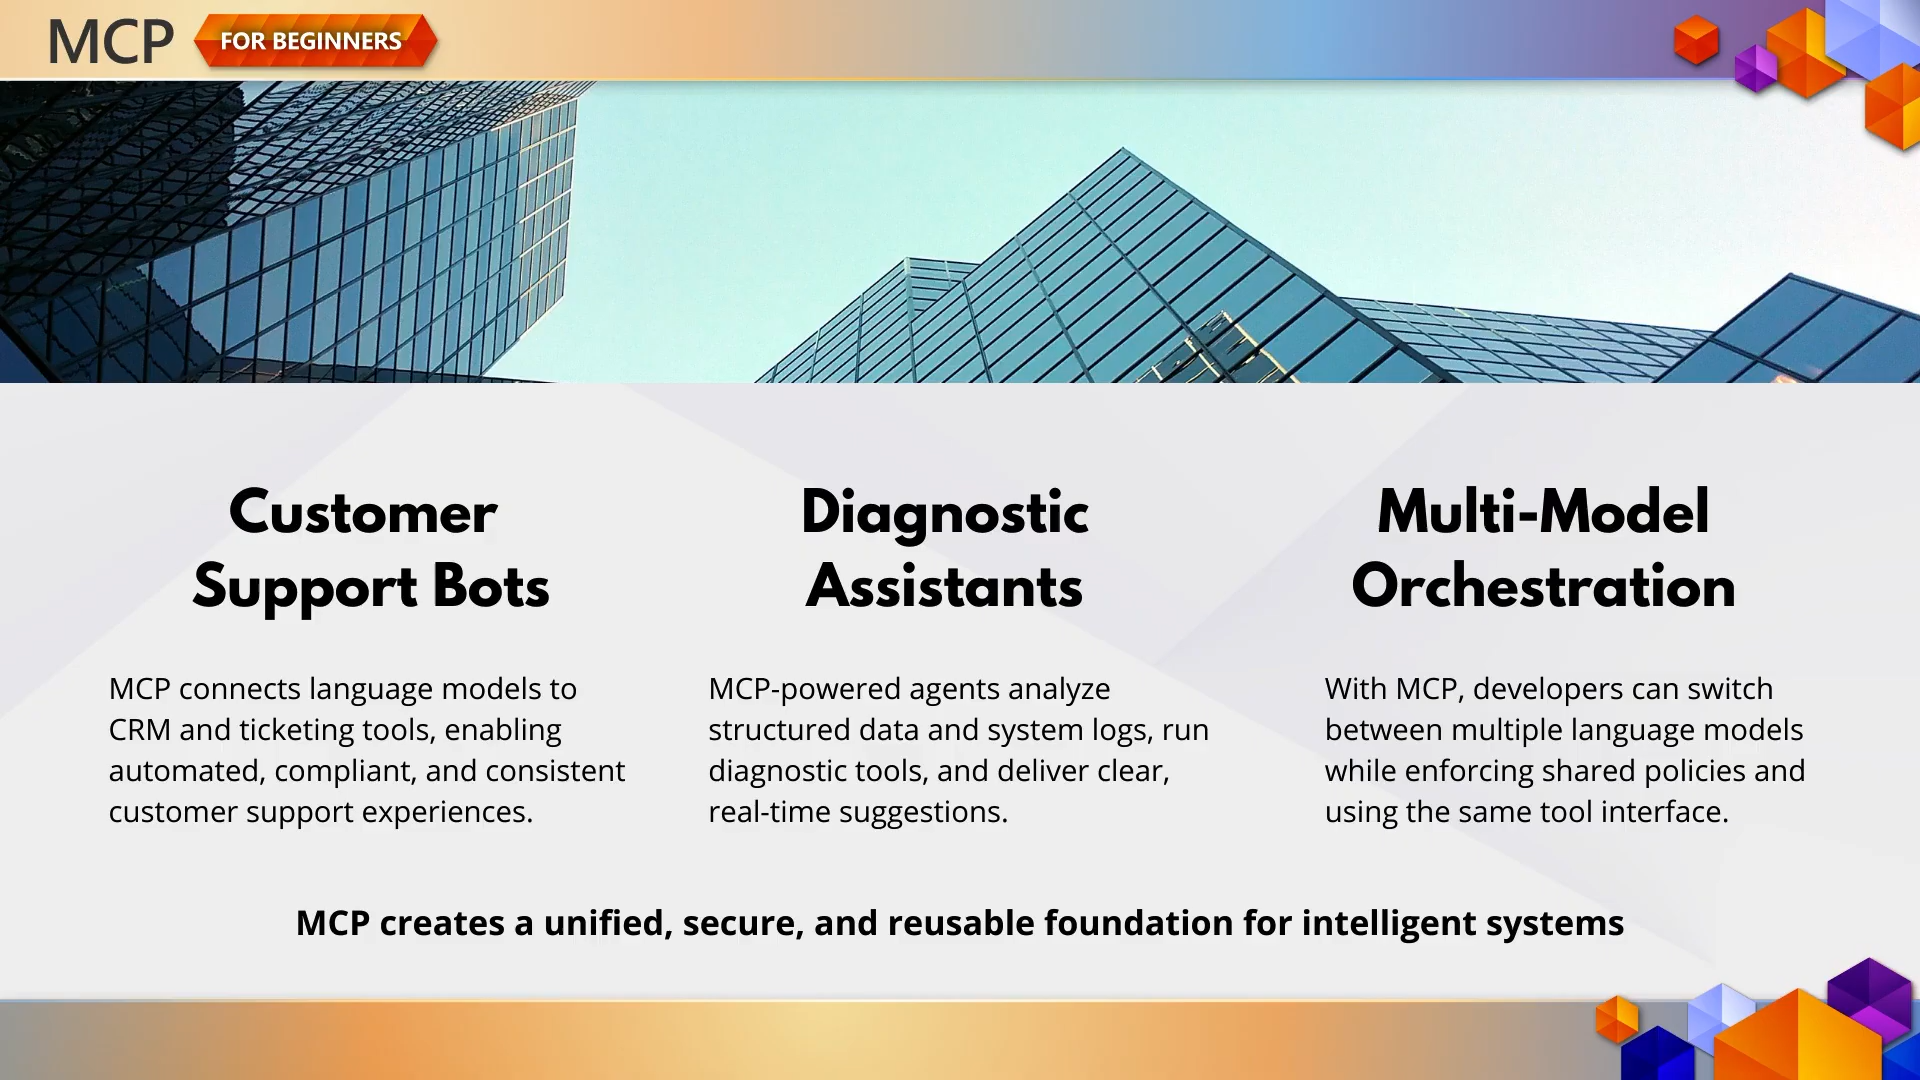 MCP FOR BEGINNERS
Customer
Support Bots
MCP connects language models to
CRM and ticketing tools, enabling
automated, compliant, and consistent
customer support experiences.
Diagnostic
Assistants
MCP-powered agents analyze
structured data and system logs, run
diagnostic tools, and deliver clear,
real-time suggestions.
Multi-Model
Orchestration
With MCP, developers can switch
between multiple language models
while enforcing shared policies and
using the same tool interface.
MCP creates a unified, secure, and reusable foundation for intelligent systems